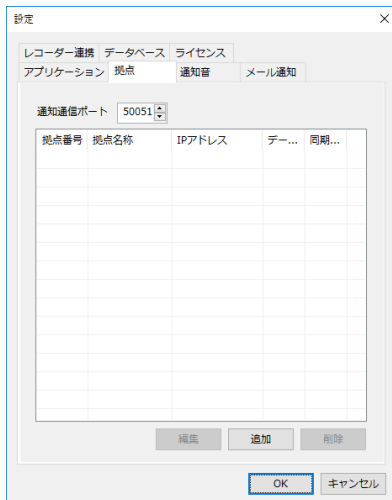 設定
レコーダー連携 データベース ライセンス
アプリケーション 拠点 通知音 メール通知
通知通信ポート 50051
拠点番号 拠点名称 IPアドレス デー... 同期...
編集 追加 削除
OK キャンセル